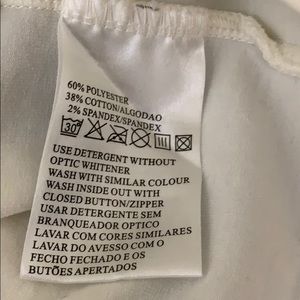 60% POLYESTER
38% COTTON/ALGODAO
2% SPANDEX/SPANDEX
30
USE DETERGENT WITHOUT
OPTIC WHITENER
WASH WITH SIMILAR COLOUR
WASH INSIDE OUT WITH
CLOSED BUTTON/ZIPPER
USAR DETERGENTE SEM
BRANQUEADOR OPTICO
LAVAR COM CORES SIMILARES
LAVAR DO AVESSO COM O
FECHO FECHADO E OS
BUTÕES APERTADOS